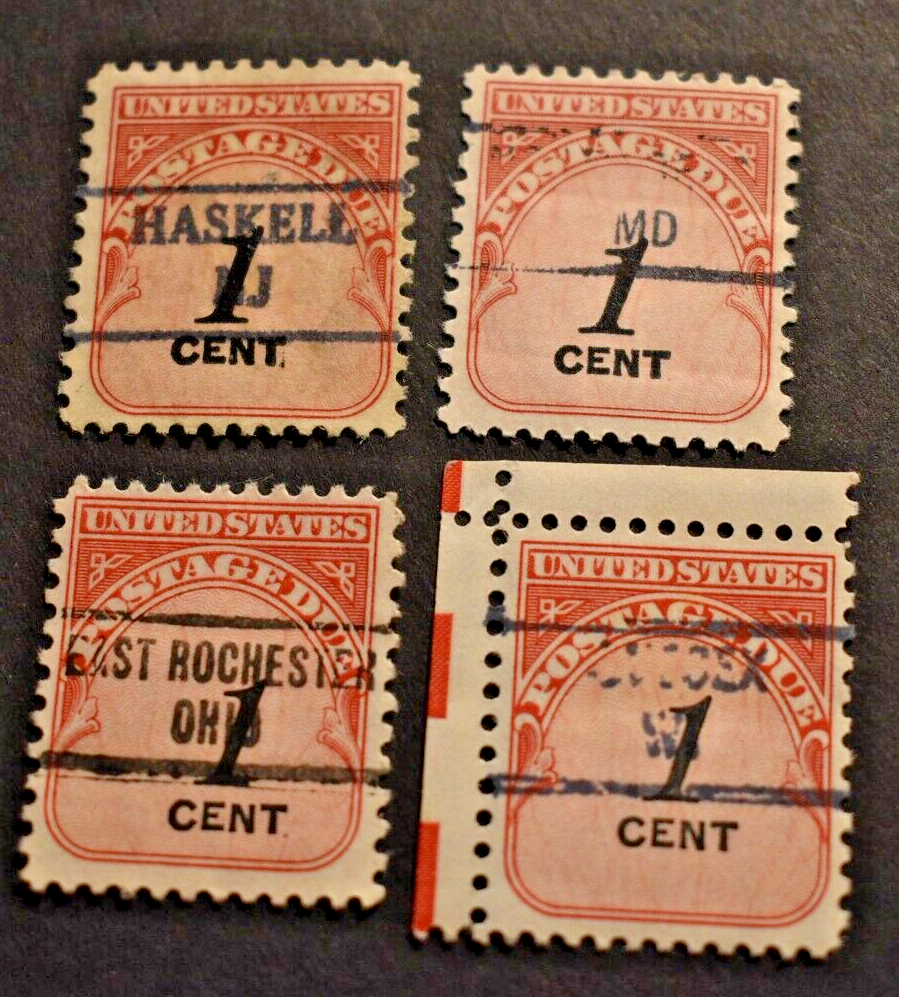 UNITED STATES
POSTAGE DUE
HASKELL
NJ
1
CENT
UNITED STATES
POSTAGE DUE
MD
1
CENT
UNITED STATES
POSTAGE DUE
EAST ROCHESTER
OHIO
1
CENT
UNITED STATES
POSTAGE DUE
1
CENT